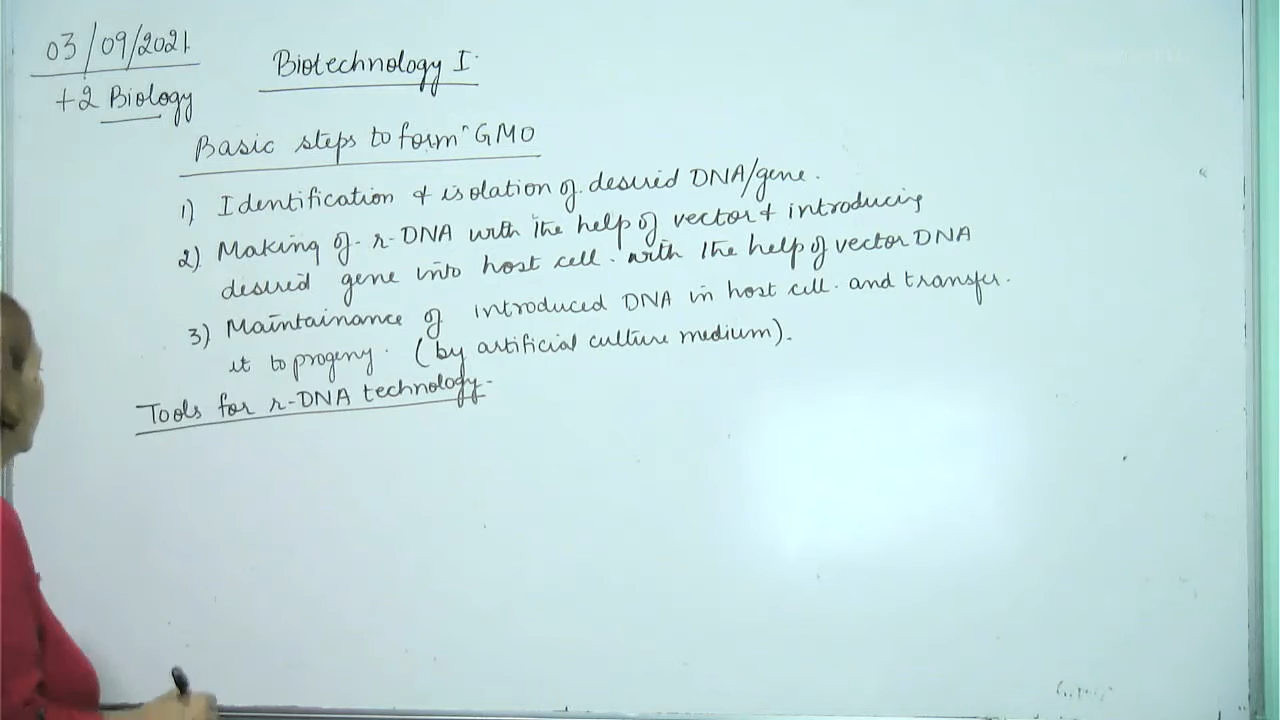 03/09/2021
+2 Biology
Biotechnology I
Basic steps to form GMO
1) Identification & isolation of desired DNA/gene.
2) Making of r-DNA with the help of vector & introducing
desired gene into host cell. with the help of vector DNA
3) Maintainance of introduced DNA in host cell. and transfer.
it to progeny. (by artificial culture medium).
Tools for r-DNA technology-